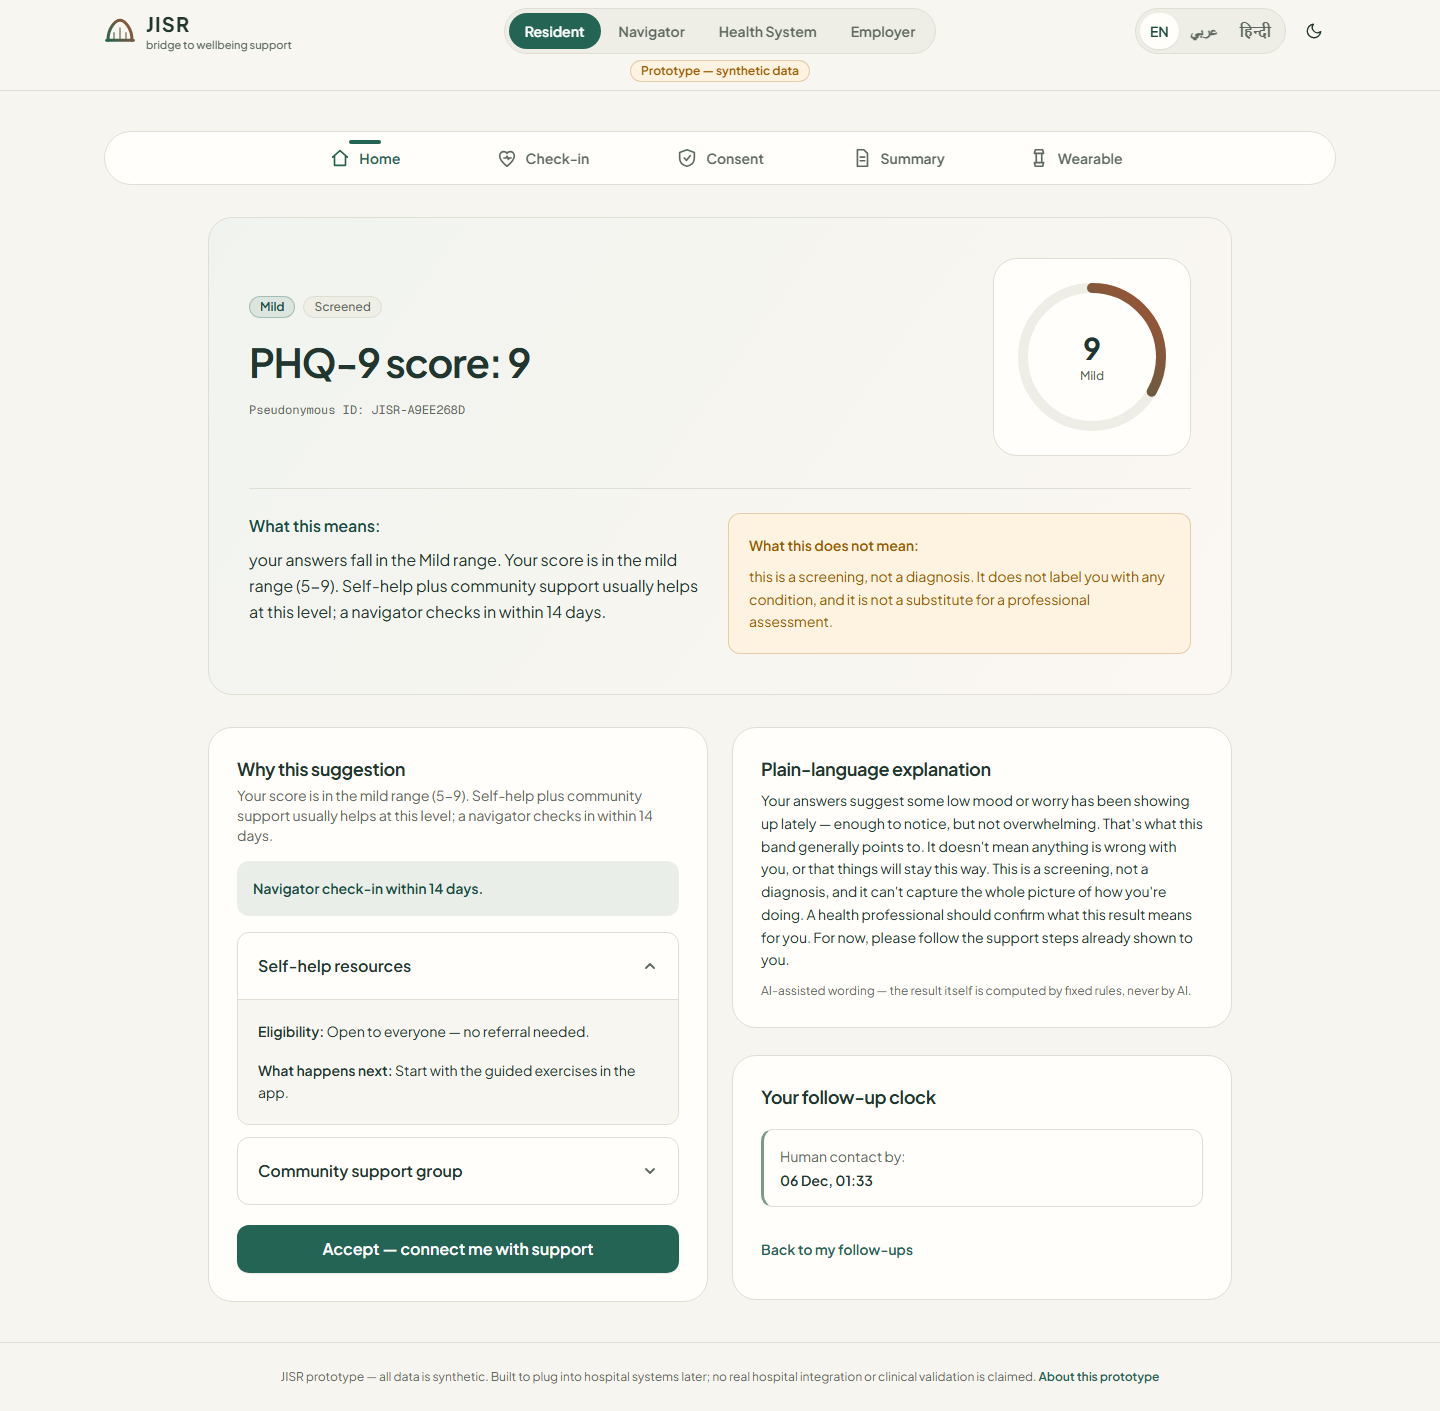 JISR
bridge to wellbeing support
Resident
Navigator
Health System
Employer
EN
عربي
हिन्दी
Prototype — synthetic data
Home
Check-in
Consent
Summary
Wearable
Mild
Screened
PHQ-9 score: 9
Pseudonymous ID: JISR-A9EE268D
9
Mild
What this means:
your answers fall in the Mild range. Your score is in the mild
range (5–9). Self-help plus community support usually helps
at this level; a navigator checks in within 14 days.
What this does not mean:
this is a screening, not a diagnosis. It does not label you with any
condition, and it is not a substitute for a professional
assessment.
Why this suggestion
Your score is in the mild range (5–9). Self-help plus community
support usually helps at this level; a navigator checks in within 14
days.
Navigator check-in within 14 days.
Self-help resources
Eligibility: Open to everyone — no referral needed.
What happens next: Start with the guided exercises in the
app.
Community support group
Accept — connect me with support
Plain-language explanation
Your answers suggest some low mood or worry has been showing
up lately — enough to notice, but not overwhelming. That's what this
band generally points to. It doesn't mean anything is wrong with
you, or that things will stay this way. This is a screening, not a
diagnosis, and it can't capture the whole picture of how you're
doing. A health professional should confirm what this result means
for you. For now, please follow the support steps already shown to
you.
AI-assisted wording — the result itself is computed by fixed rules, never by AI.
Your follow-up clock
Human contact by:
06 Dec, 01:33
Back to my follow-ups
JISR prototype — all data is synthetic. Built to plug into hospital systems later; no real hospital integration or clinical validation is claimed. About this prototype